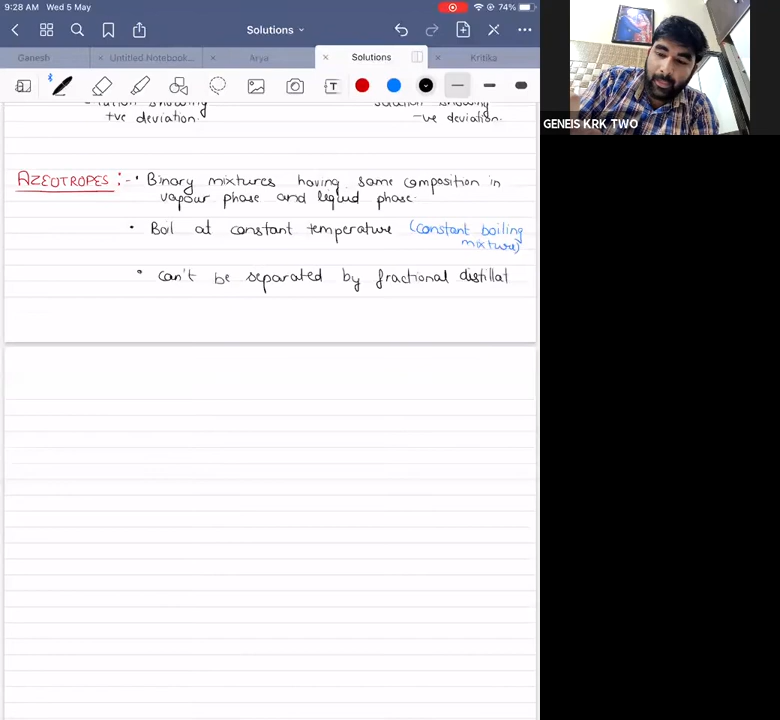 9:28 AM Wed 5 May
74%
Solutions
Ganesh
Untitled Notebook...
Arya
Solutions
Kritika
showing
+ve deviation.
showing
-ve deviation.
AZEOTROPES :- • Binary mixtures having same composition in
vapour phase and liquid phase.
• Boil at constant temperature (constant boiling
mixture)
• can't be separated by fractional distillat
GENEIS KRK TWO